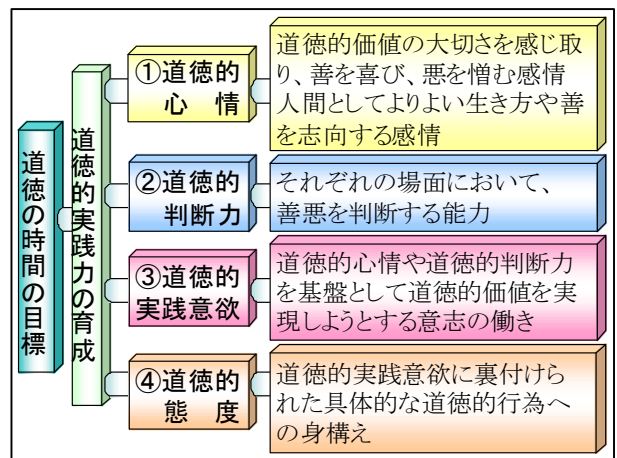 道徳の時間の目標
道徳的実践力の育成
①道徳的
心　情
道徳的価値の大切さを感じ取
り、善を喜び、悪を憎む感情
人間としてよりよい生き方や善
を志向する感情
②道徳的
判断力
それぞれの場面において、
善悪を判断する能力
③道徳的
実践意欲
道徳的心情や道徳的判断力
を基盤として道徳的価値を実
現しようとする意志の働き
④道徳的
態　度
道徳的実践意欲に裏付けら
れた具体的な道徳的行為へ
の身構え